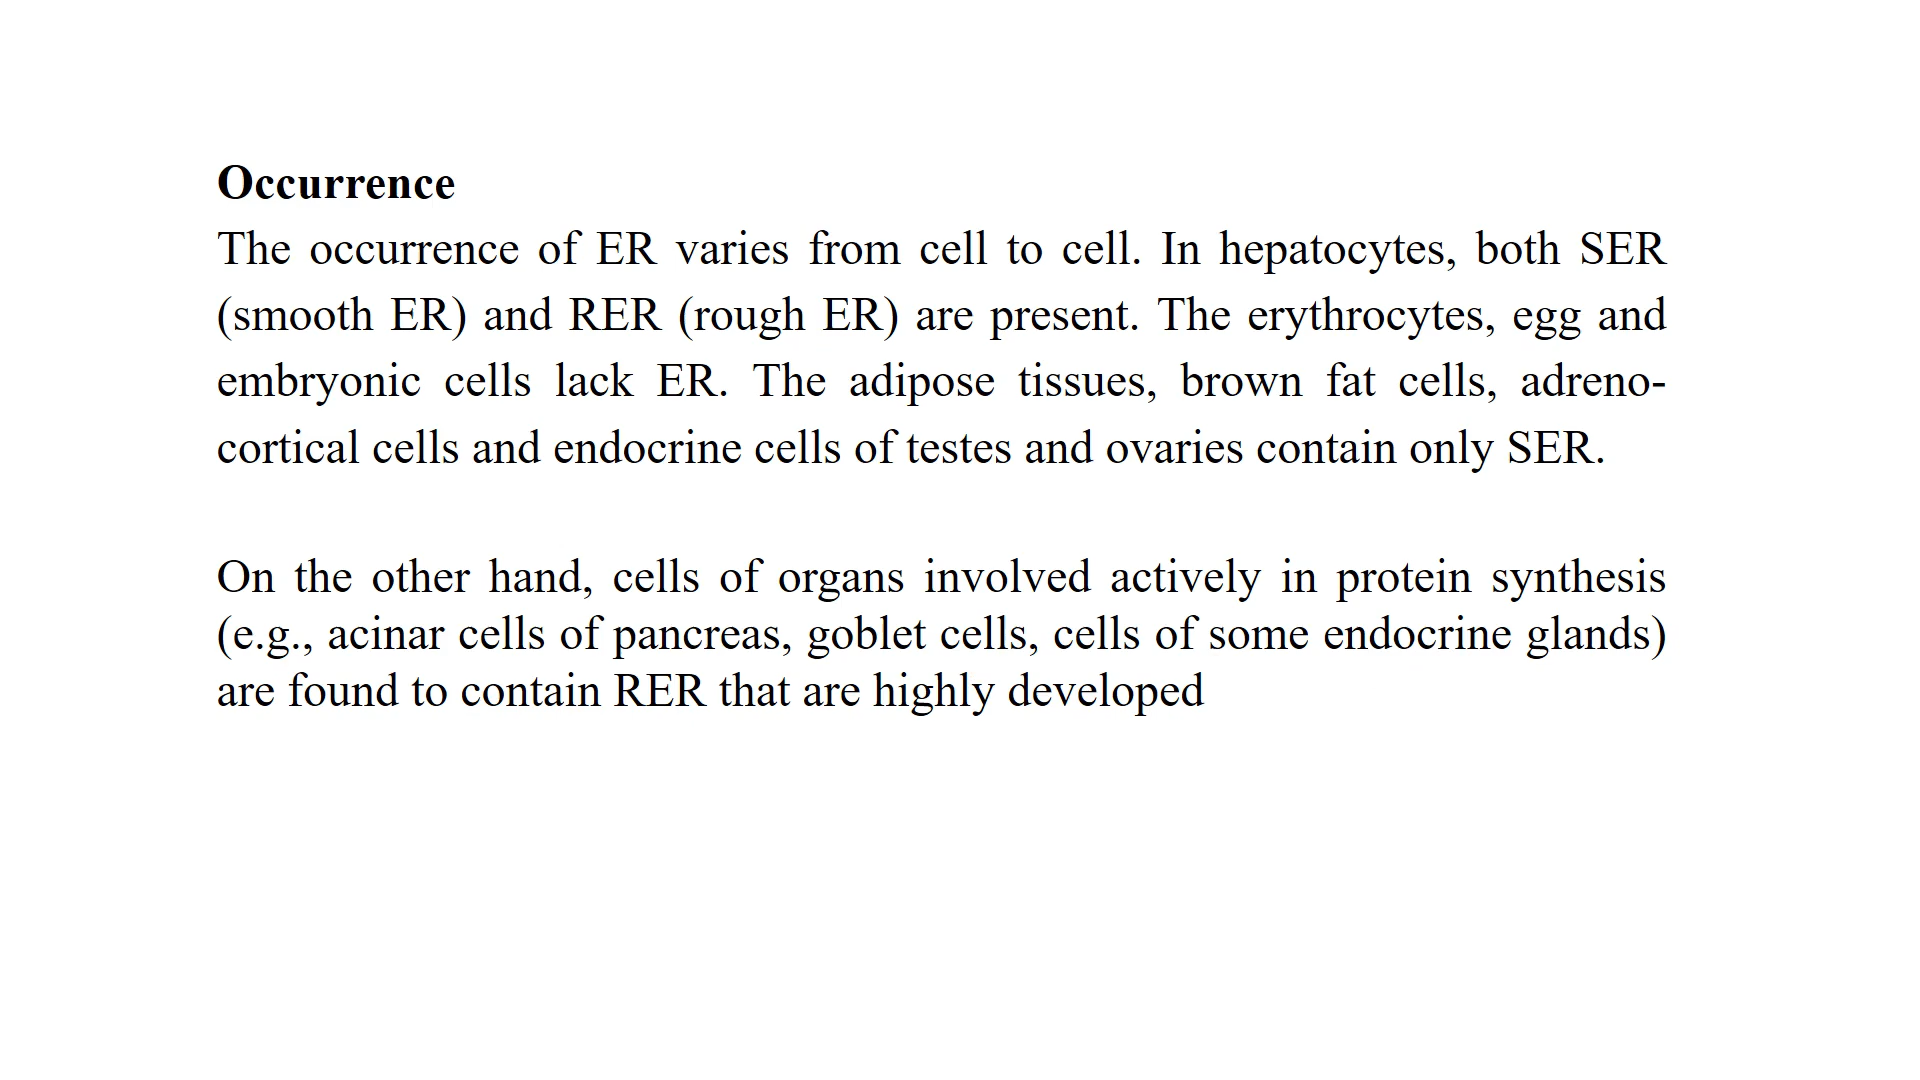 Occurrence
The occurrence of ER varies from cell to cell. In hepatocytes, both SER
(smooth ER) and RER (rough ER) are present. The erythrocytes, egg and
embryonic cells lack ER. The adipose tissues, brown fat cells, adreno-
cortical cells and endocrine cells of testes and ovaries contain only SER.
On the other hand, cells of organs involved actively in protein synthesis
(e.g., acinar cells of pancreas, goblet cells, cells of some endocrine glands)
are found to contain RER that are highly developed